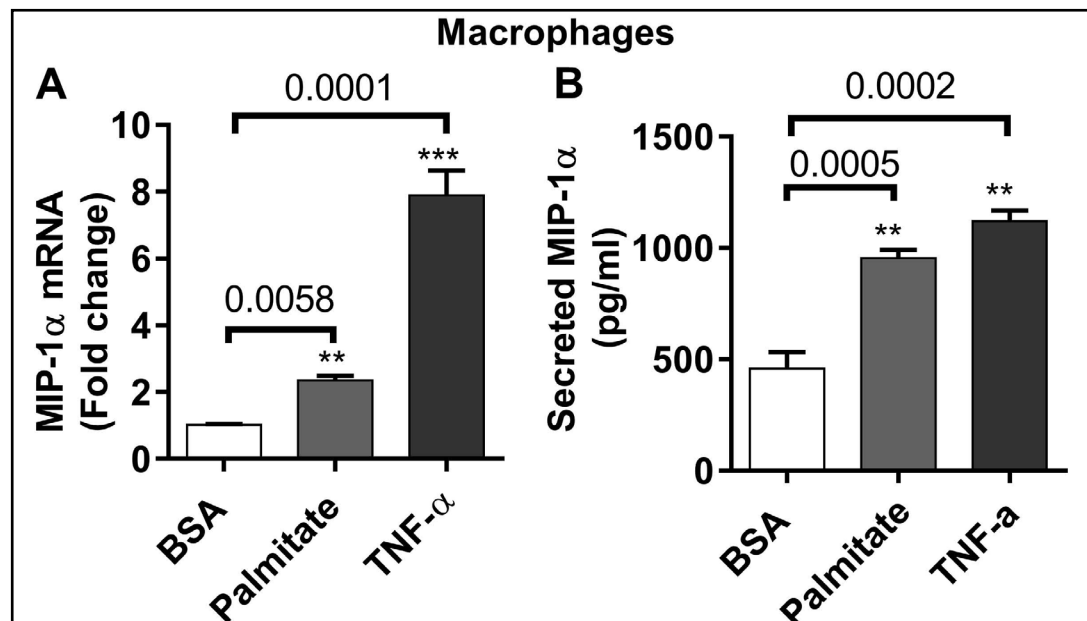 Macrophages
A
0.0001
MIP-1α mRNA
(Fold change)
10
8
6
4
2
0
***
0.0058
**
BSA
Palmitate
TNF-α
B
0.0002
Secreted MIP-1α
(pg/ml)
1500
1000
500
0
0.0005
**
**
BSA
Palmitate
TNF-a